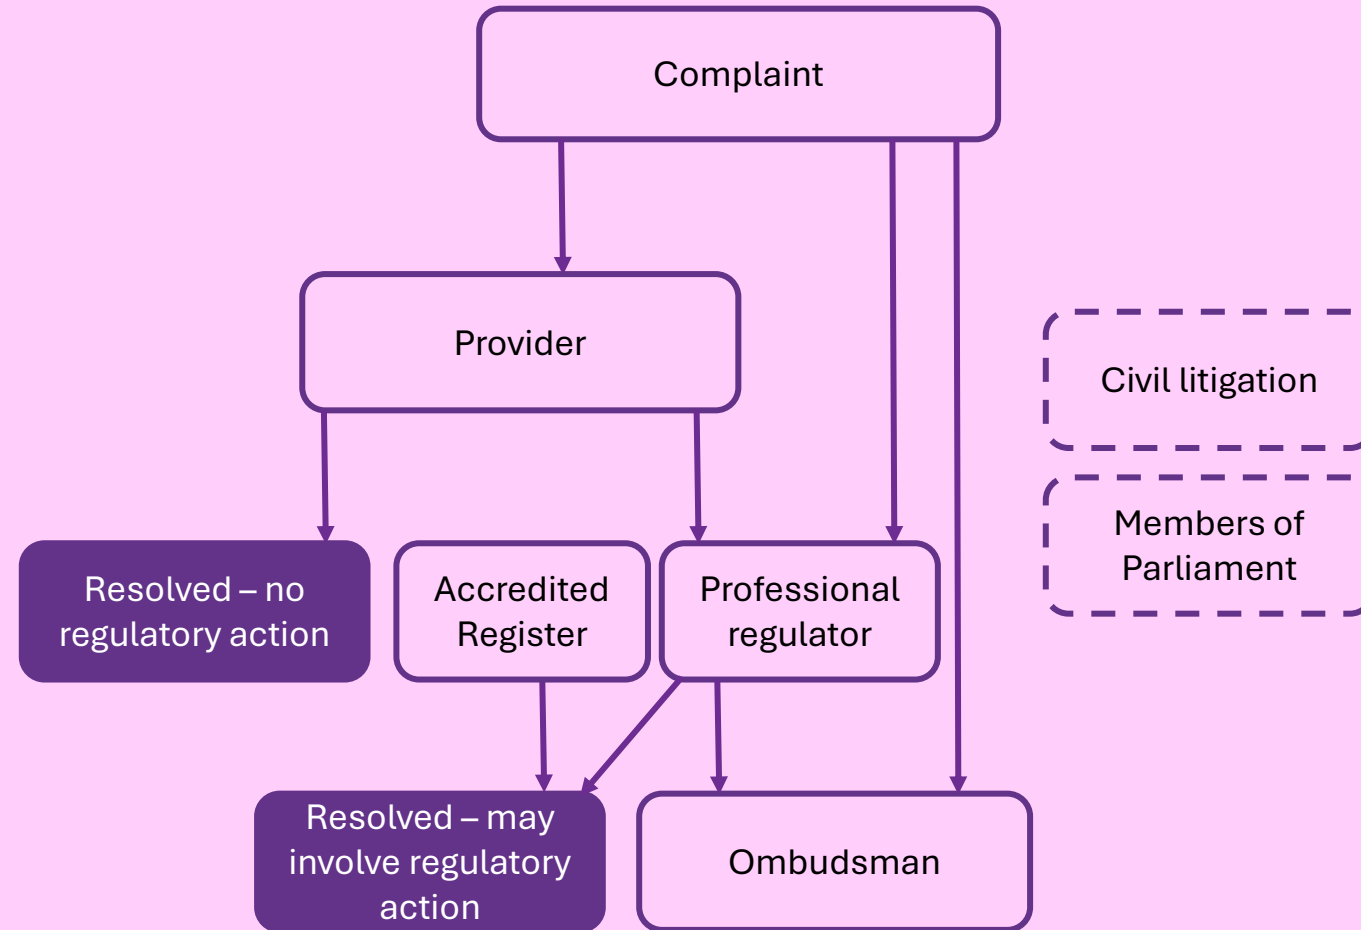 Complaint
Provider
Civil litigation
Members of
Parliament
Resolved – no
regulatory action
Accredited
Register
Professional
regulator
Resolved – may
involve regulatory
action
Ombudsman